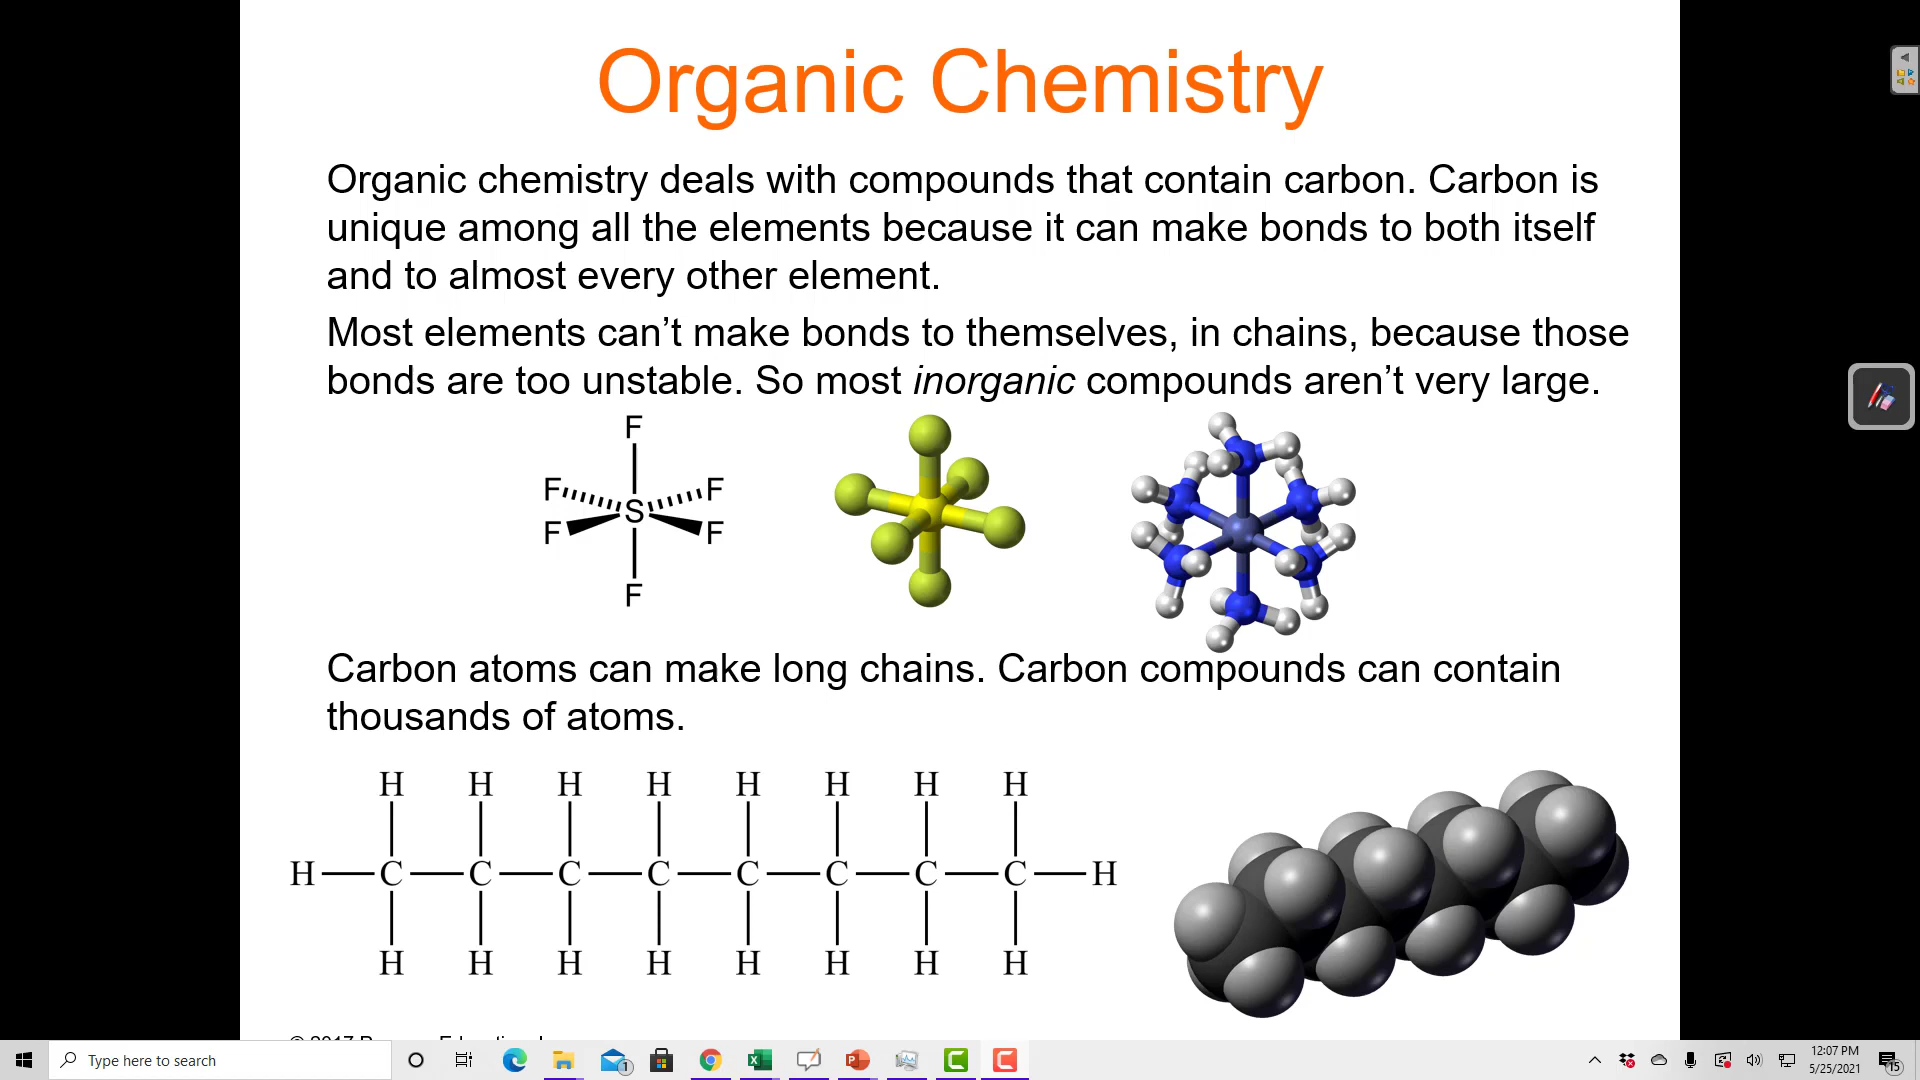 Organic Chemistry
Organic chemistry deals with compounds that contain carbon. Carbon is
unique among all the elements because it can make bonds to both itself
and to almost every other element.
Most elements can’t make bonds to themselves, in chains, because those
bonds are too unstable. So most inorganic compounds aren’t very large.
F
F F
S
F F
F
Carbon atoms can make long chains. Carbon compounds can contain
thousands of atoms.
H H H H H H H H
H C C C C C C C C H
H H H H H H H H
© 2017
Type here to search
1
12:07 PM
5/25/2021
15